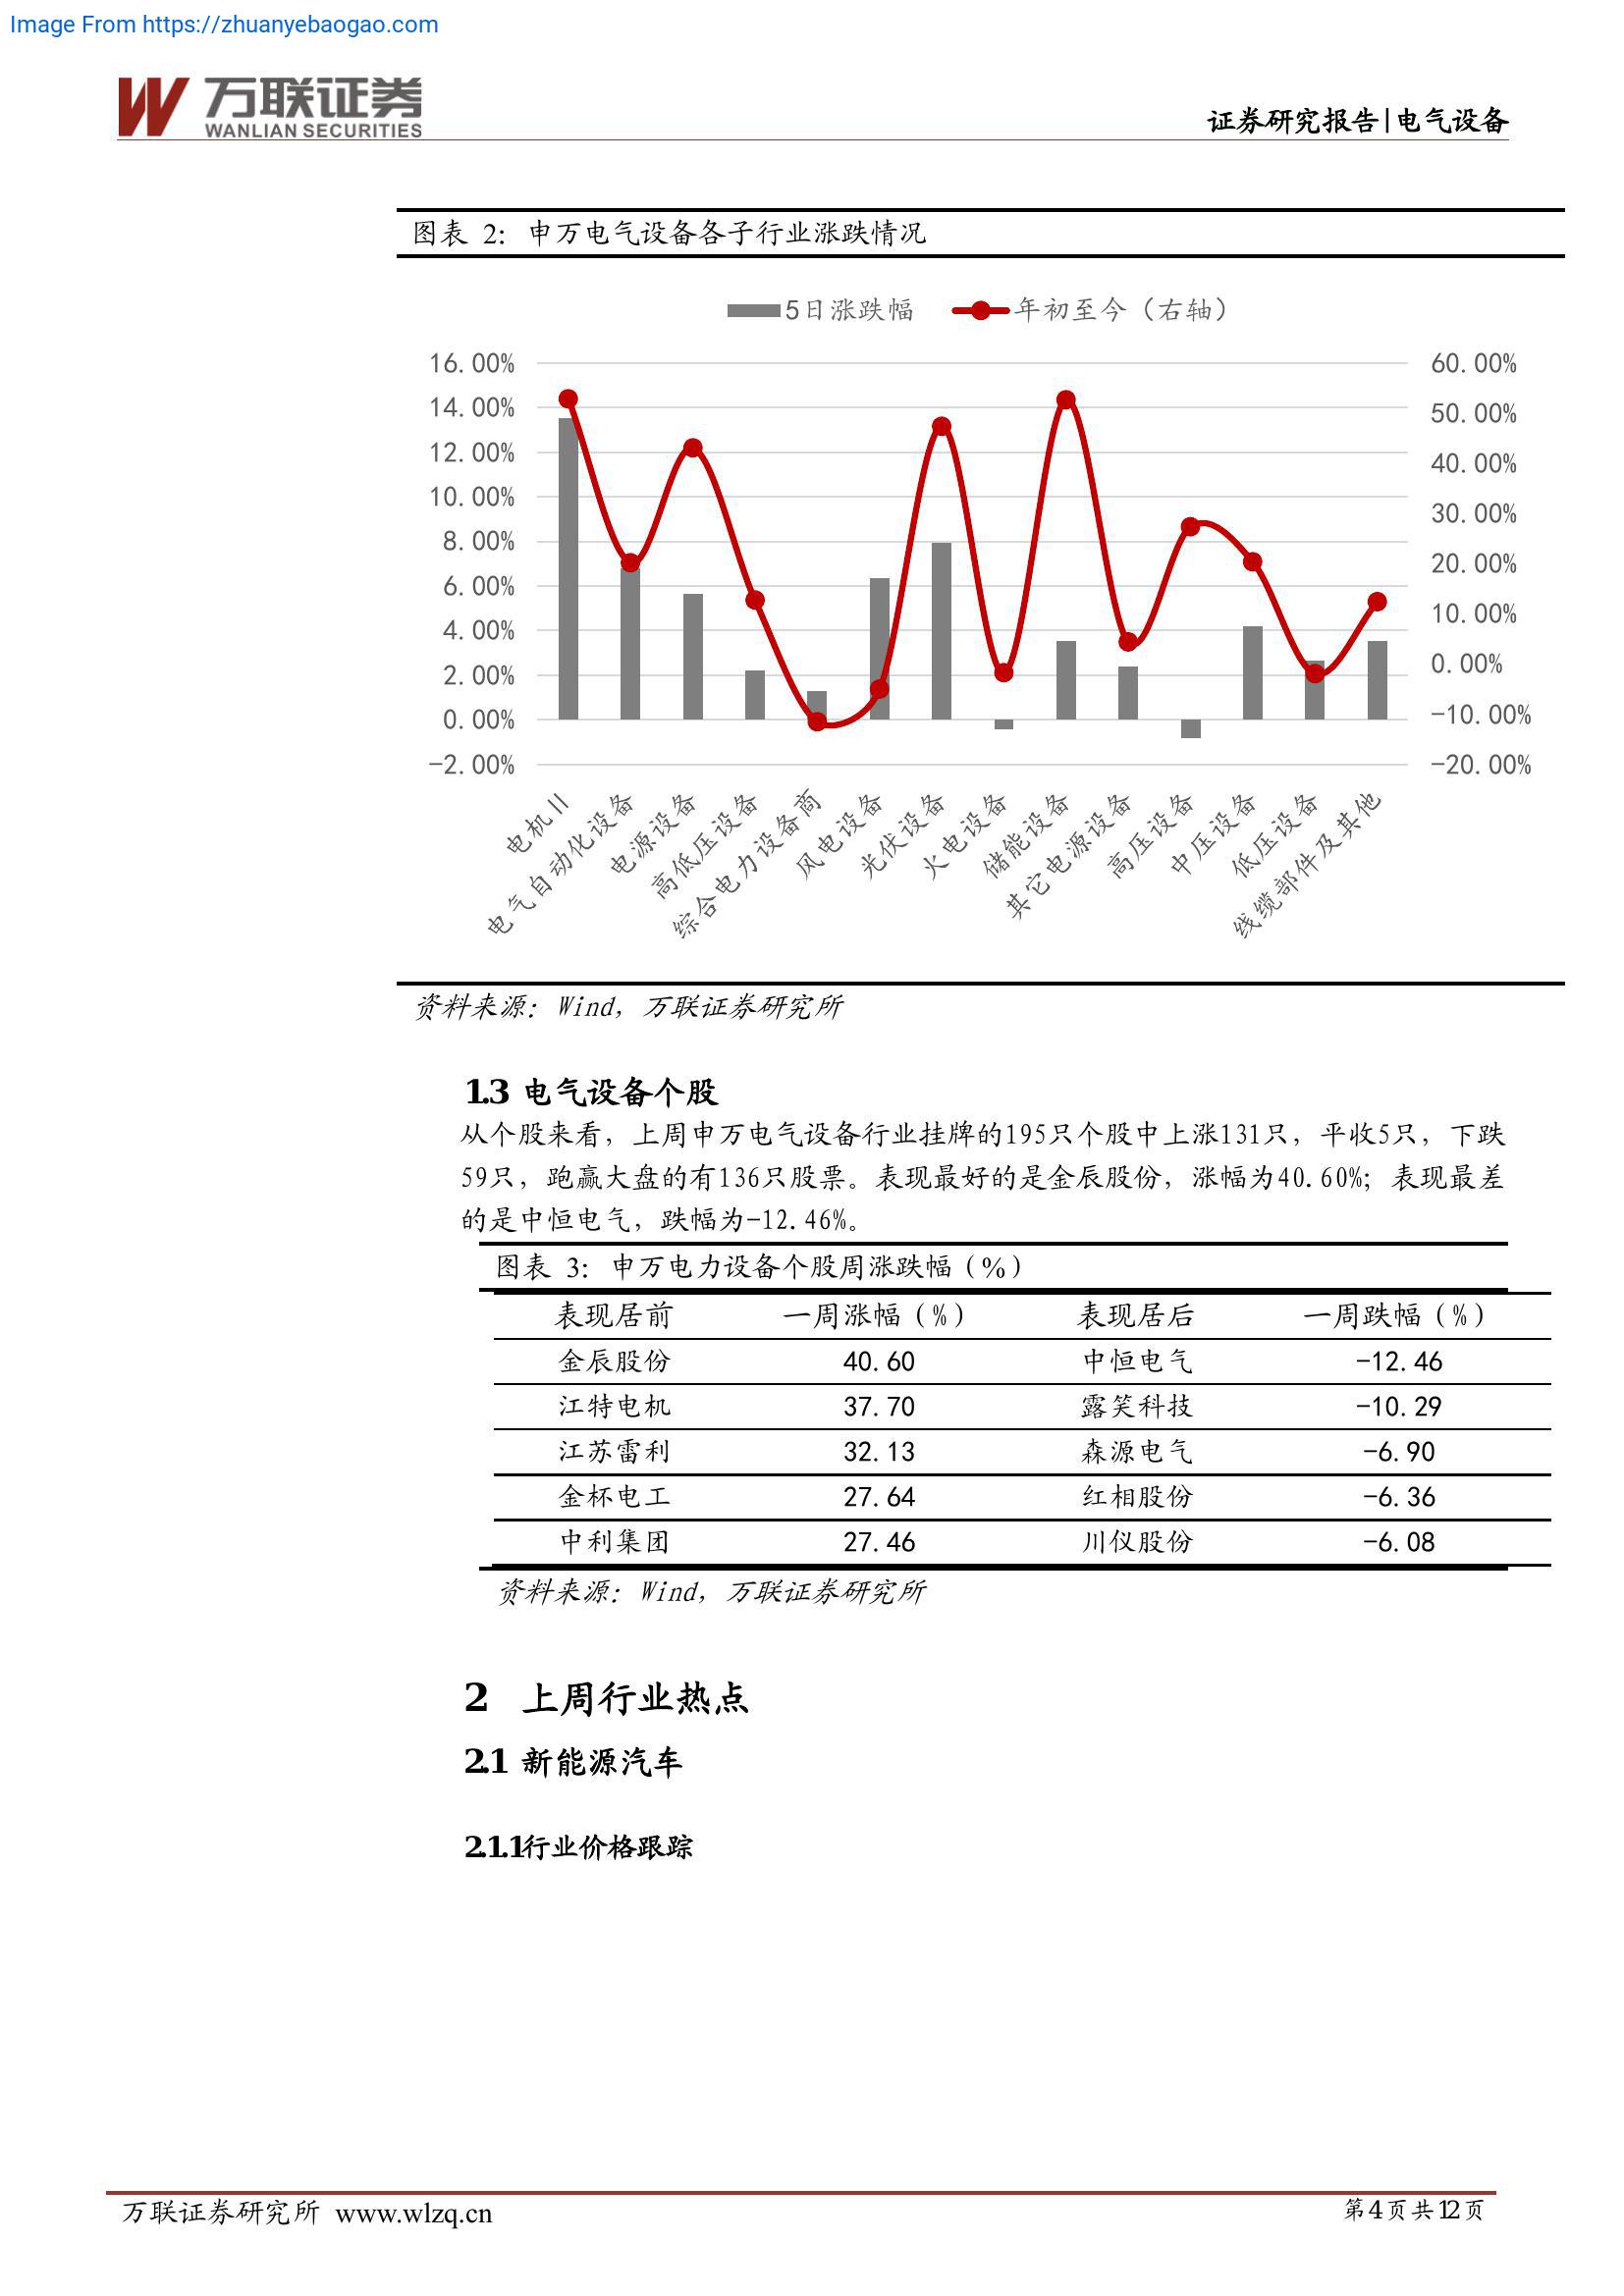 Image From https://zhuanyebaogao.com
万联证券
WANLIAN SECURITIES
证券研究报告|电气设备
图表 2: 申万电气设备各子行业涨跌情况
5日涨跌幅 年初至今（右轴）
16.00% 60.00%
14.00% 50.00%
12.00% 40.00%
10.00% 30.00%
8.00% 20.00%
6.00% 10.00%
4.00% 0.00%
2.00% -10.00%
0.00% -20.00%
-2.00%
电机II
电气自动化设备
电源设备
高低压设备
综合电力设备商
风电设备
光伏设备
火电设备
储能设备
其它电源设备
高压设备
中压设备
低压设备
线缆部件及其他
资料来源：Wind，万联证券研究所
1.3 电气设备个股
从个股来看，上周申万电气设备行业挂牌的195只个股中上涨131只，平收5只，下跌
59只，跑赢大盘的有136只股票。表现最好的是金辰股份，涨幅为40.60%；表现最差
的是中恒电气，跌幅为-12.46%。
图表 3: 申万电力设备个股周涨跌幅（%）
表现居前 一周涨幅（%） 表现居后 一周跌幅（%）
金辰股份 40.60 中恒电气 -12.46
江特电机 37.70 露笑科技 -10.29
江苏雷利 32.13 森源电气 -6.90
金杯电工 27.64 红相股份 -6.36
中利集团 27.46 川仪股份 -6.08
资料来源：Wind，万联证券研究所
2 上周行业热点
2.1 新能源汽车
2.1.1行业价格跟踪
万联证券研究所 www.wlzq.cn 第4页共12页